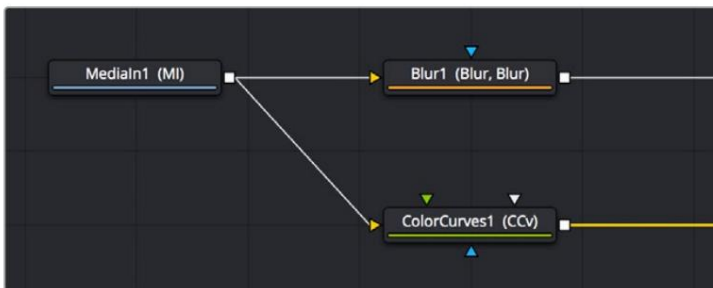 MediaIn1 (MI)
Blur1 (Blur, Blur)
ColorCurves1 (CCv)